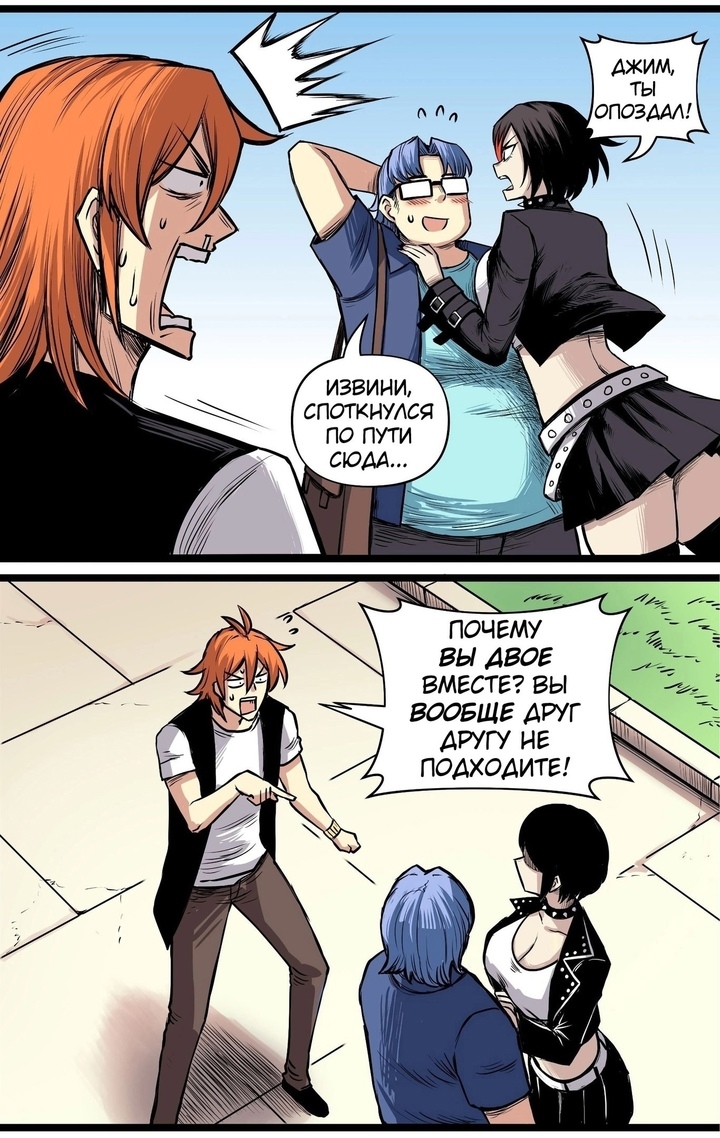 ДЖИМ,
ТЫ
ОПОЗДАЛ!
ИЗВИНИ,
СПОТКНУЛСЯ
ПО ПУТИ
СЮДА...
ПОЧЕМУ
ВЫ ДВОЕ
ВМЕСТЕ? ВЫ
ВООБЩЕ ДРУГ
ДРУГУ НЕ
ПОДХОДИТЕ!